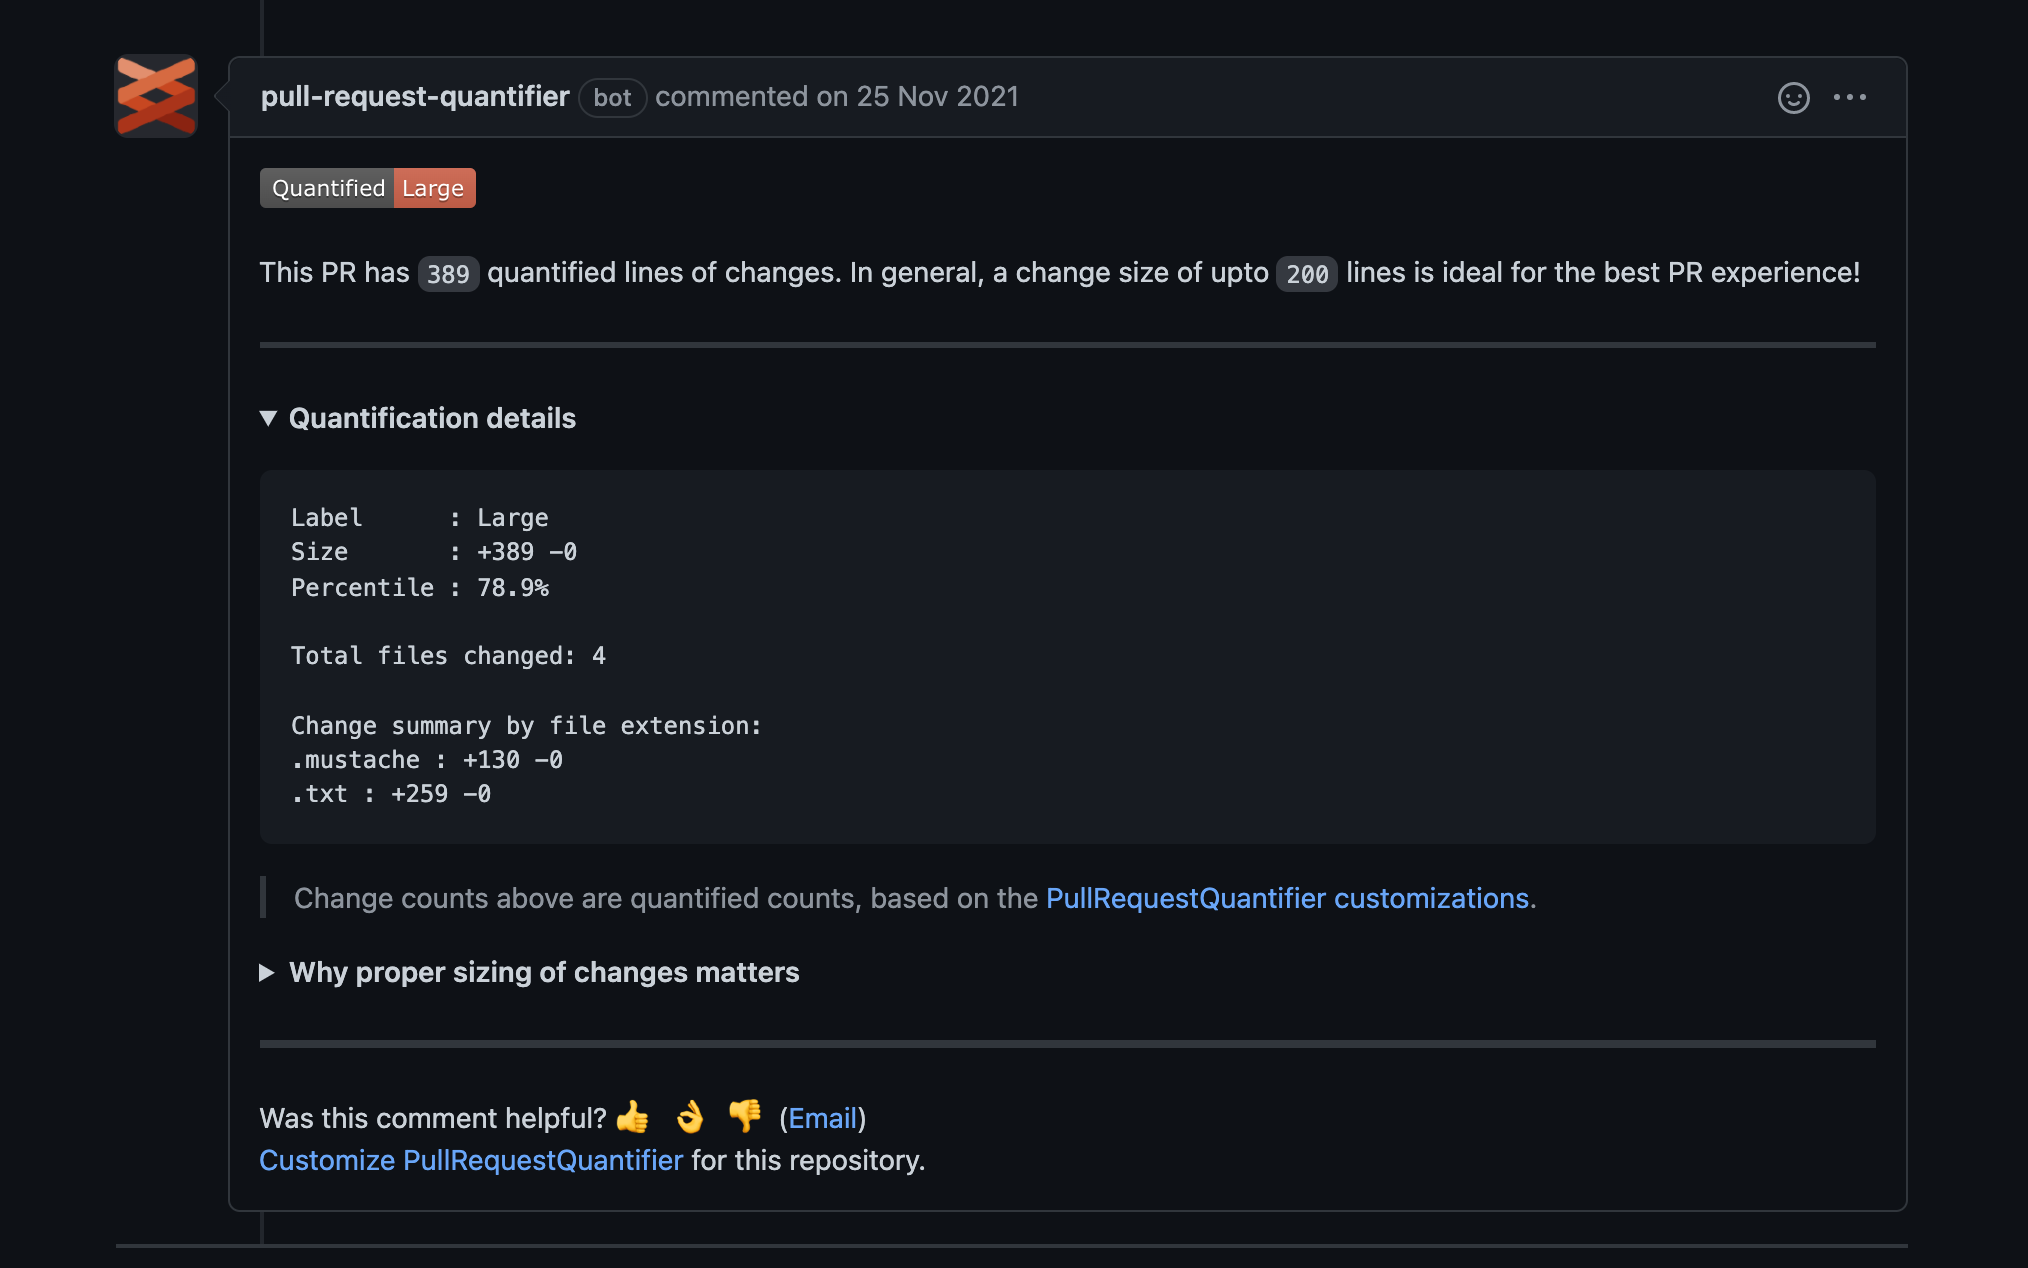 pull-request-quantifier bot commented on 25 Nov 2021
Quantified Large
This PR has 389 quantified lines of changes. In general, a change size of upto 200 lines is ideal for the best PR experience!
Quantification details
Label      : Large
Size       : +389 -0
Percentile : 78.9%
Total files changed: 4
Change summary by file extension:
.mustache : +130 -0
.txt : +259 -0
Change counts above are quantified counts, based on the PullRequestQuantifier customizations.
Why proper sizing of changes matters
Was this comment helpful? 👍 👌 👎 (Email)
Customize PullRequestQuantifier for this repository.